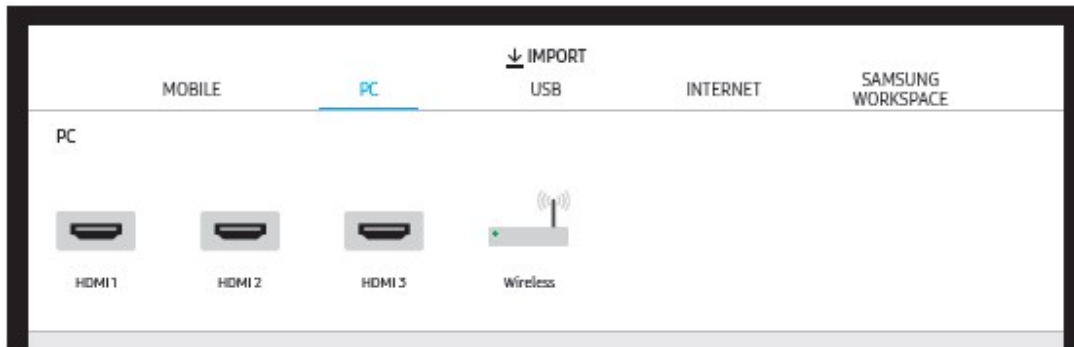 IMPORT
MOBILE PC USB INTERNET SAMSUNG
WORKSPACE
PC
HDMI 1 HDMI 2 HDMI 3 Wireless